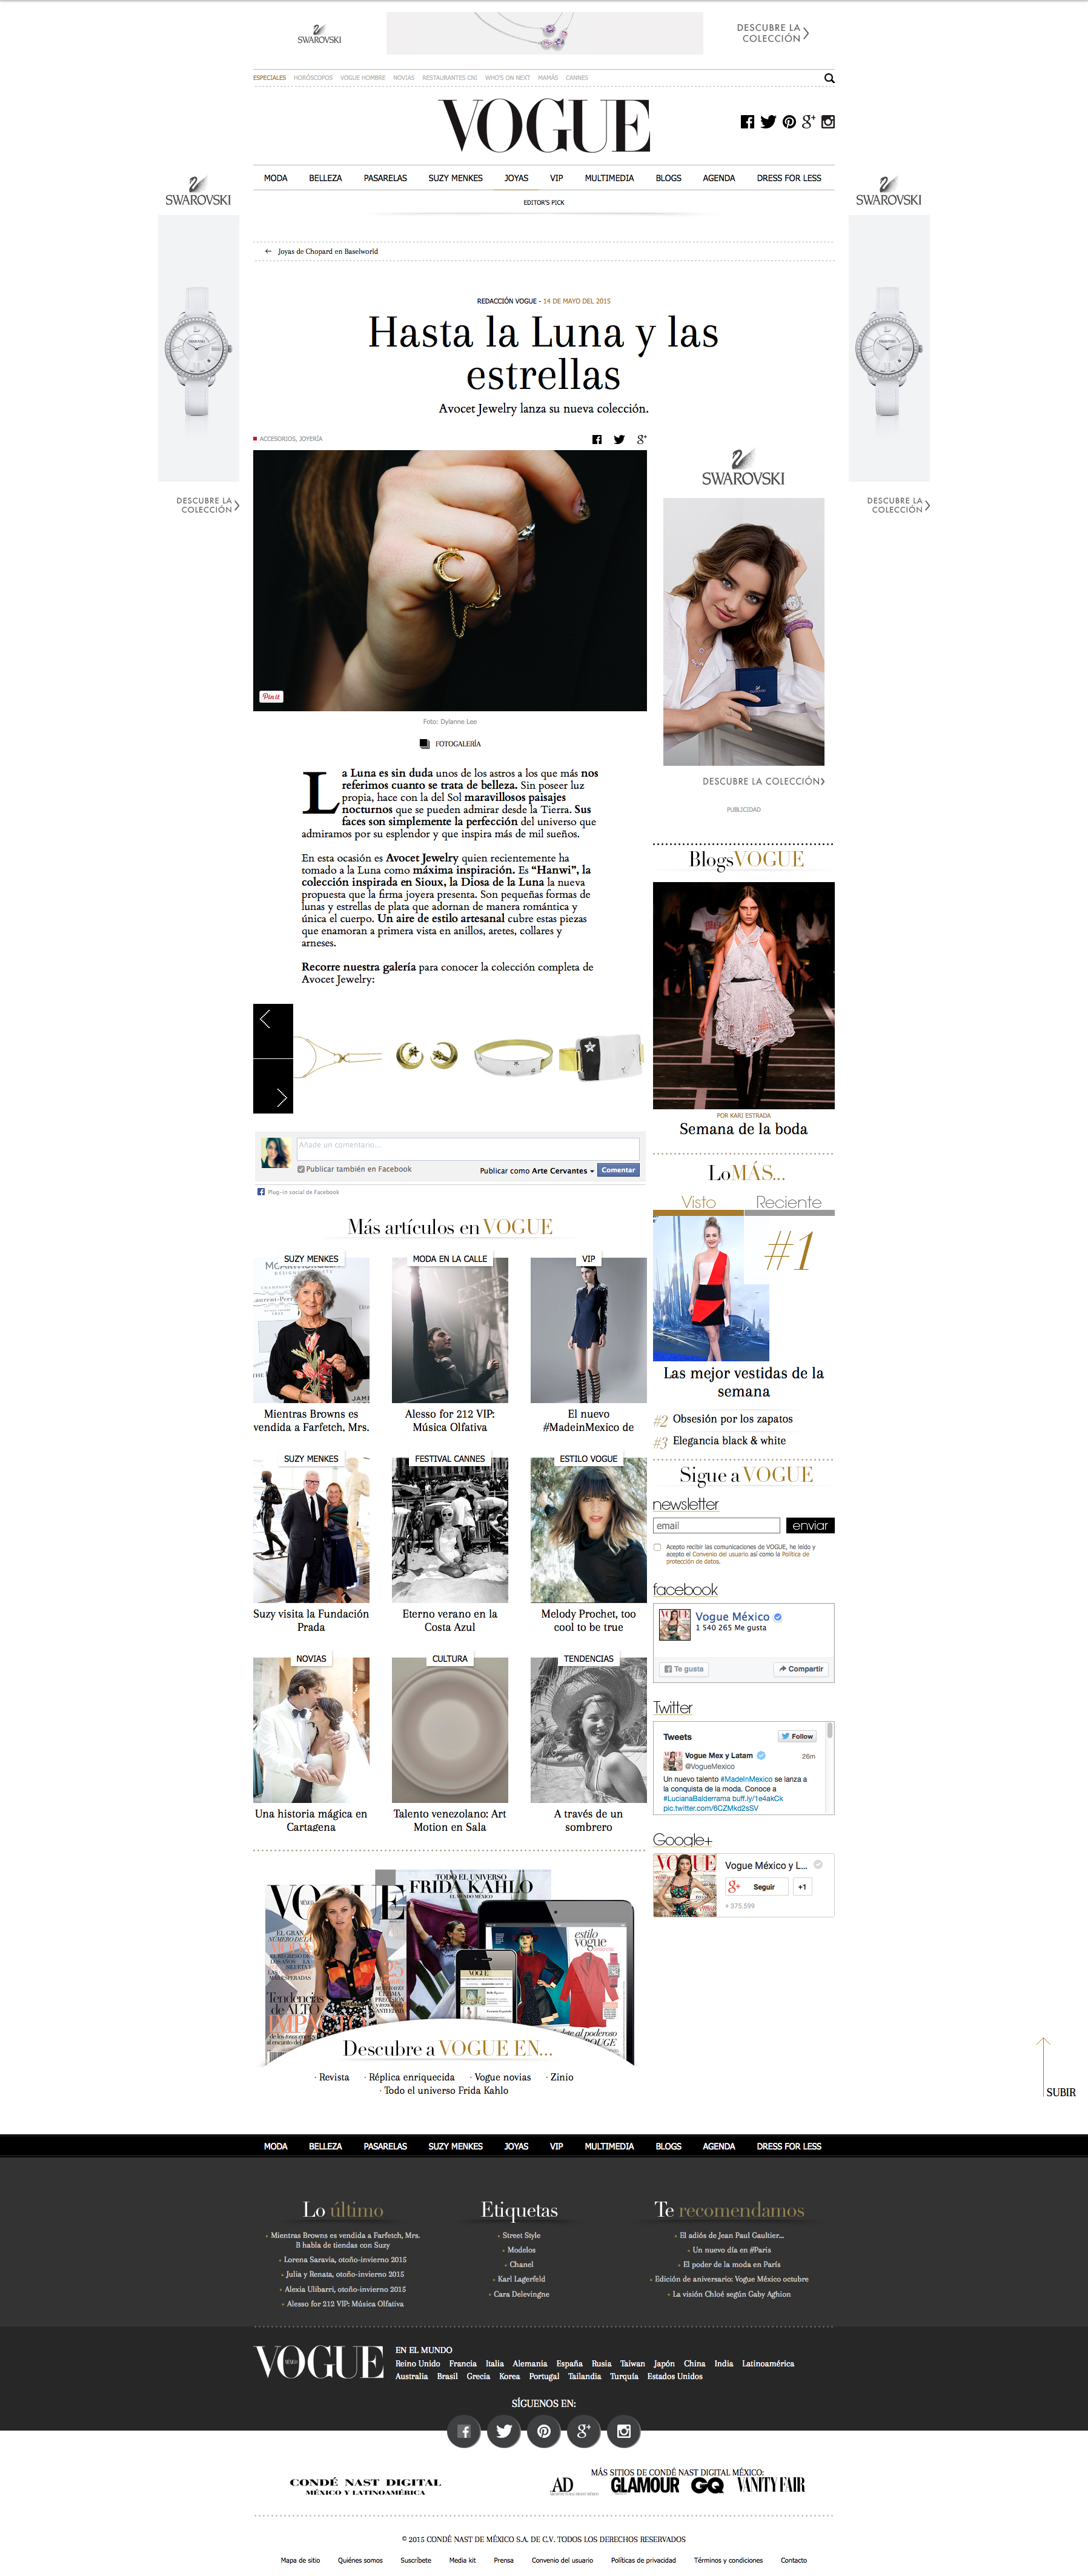 SWAROVSKI
DESCUBRE LA
COLECCIÓN
ESPECIALES HORÓSCOPOS VOGUE HOMBRE NOVIAS RESTAURANTES CNI WHO'S ON NEXT MAMÁS CANNES
VOGUE
MODA BELLEZA PASARELAS SUZY MENKES JOYAS VIP MULTIMEDIA BLOGS AGENDA DRESS FOR LESS
EDITOR'S PICK
SWAROVSKI
DESCUBRE LA
COLECCIÓN
SWAROVSKI
DESCUBRE LA
COLECCIÓN
← Joyas de Chopard en Baselworld
REDACCIÓN VOGUE - 14 DE MAYO DEL 2015
Hasta la Luna y las
estrellas
Avocet Jewelry lanza su nueva colección.
ACCESORIOS, JOYERÍA
Pin it
Foto: Dylanne Lee
FOTOGALERÍA
La Luna es sin duda unos de los astros a los que más nos
referimos cuanto se trata de belleza. Sin poseer luz
propia, hace con la del Sol maravillosos paisajes
nocturnos que se pueden admirar desde la Tierra. Sus
faces son simplemente la perfección del universo que
admiramos por su esplendor y que inspira más de mil sueños.
En esta ocasión es Avocet Jewelry quien recientemente ha
tomado a la Luna como máxima inspiración. Es “Hanwi”, la
colección inspirada en Sioux, la Diosa de la Luna la nueva
propuesta que la firma joyera presenta. Son pequeñas formas de
lunas y estrellas de plata que adornan de manera romántica y
única el cuerpo. Un aire de estilo artesanal cubre estas piezas
que enamoran a primera vista en anillos, aretes, collares y
arneses.
Recorre nuestra galería para conocer la colección completa de
Avocet Jewelry:
Añade un comentario...
Publicar también en Facebook
Publicar como Arte Cervantes Comentar
Plug-in social de Facebook
Más artículos en VOGUE
SUZY MENKES
Mientras Browns es
vendida a Farfetch, Mrs.
MODA EN LA CALLE
Alesso for 212 VIP:
Música Olfativa
VIP
El nuevo
#MadeinMexico de
SUZY MENKES
Suzy visita la Fundación
Prada
FESTIVAL CANNES
Eterno verano en la
Costa Azul
ESTILO VOGUE
Melody Prochet, too
cool to be true
NOVIAS
Una historia mágica en
Cartagena
CULTURA
Talento venezolano: Art
Motion en Sala
TENDENCIAS
A través de un
sombrero
VOGUE
TODO EL UNIVERSO
FRIDA KAHLO
EL GRAN
NÚMERO DE LA
MODA
Tendencias
de ALTO
IMPACTO
estilo
vogue
Descubre a VOGUE EN...
· Revista · Réplica enriquecida · Vogue novias · Zinio
· Todo el universo Frida Kahlo
SWAROVSKI
DESCUBRE LA COLECCIÓN
PUBLICIDAD
BlogsVOGUE
POR KARI ESTRADA
Semana de la boda
LoMÁS...
Visto Reciente
#1
Las mejor vestidas de la
semana
#2 Obsesión por los zapatos
#3 Elegancia black & white
Sigue a VOGUE
newsletter
email enviar
Acepto recibir las comunicaciones de VOGUE, he leído y
acepto el Convenio del usuario así como la Política de
protección de datos.
facebook
Vogue México
1 540 265 Me gusta
Te gusta Compartir
Twitter
Tweets Follow
Vogue Mex y Latam 26m
@VogueMexico
Un nuevo talento #MadeInMexico se lanza a
la conquista de la moda. Conoce a
#LucianaBalderrama buff.ly/1e4akCk
pic.twitter.com/6CZMkd2sSV
Google+
VOGUE
Vogue México y L...
Seguir +1
+ 375,599
SUBIR
MODA BELLEZA PASARELAS SUZY MENKES JOYAS VIP MULTIMEDIA BLOGS AGENDA DRESS FOR LESS
Lo último
Mientras Browns es vendida a Farfetch, Mrs.
B habla de tiendas con Suzy
Lorena Saravia, otoño-invierno 2015
Julia y Renata, otoño-invierno 2015
Alexia Ulibarri, otoño-invierno 2015
Alesso for 212 VIP: Música Olfativa
Etiquetas
Street Style
Modelos
Chanel
Karl Lagerfeld
Cara Delevingne
Te recomendamos
El adiós de Jean Paul Gaultier...
Un nuevo día en #Paris
El poder de la moda en París
Edición de aniversario: Vogue México octubre
La visión Chloé según Gaby Aghion
VOGUE
MÉXICO
EN EL MUNDO
Reino Unido Francia Italia Alemania España Rusia Taiwan Japón China India Latinoamérica
Australia Brasil Grecia Korea Portugal Tailandia Turquía Estados Unidos
SÍGUENOS EN:
CONDÉ NAST DIGITAL
MÉXICO Y LATINOAMÉRICA
MÁS SITIOS DE CONDÉ NAST DIGITAL MÉXICO:
AD GLAMOUR GQ VANITY FAIR
© 2015 CONDÉ NAST DE MÉXICO S.A. DE C.V. TODOS LOS DERECHOS RESERVADOS
Mapa de sitio Quiénes somos Suscríbete Media kit Prensa Convenio del usuario Políticas de privacidad Términos y condiciones Contacto